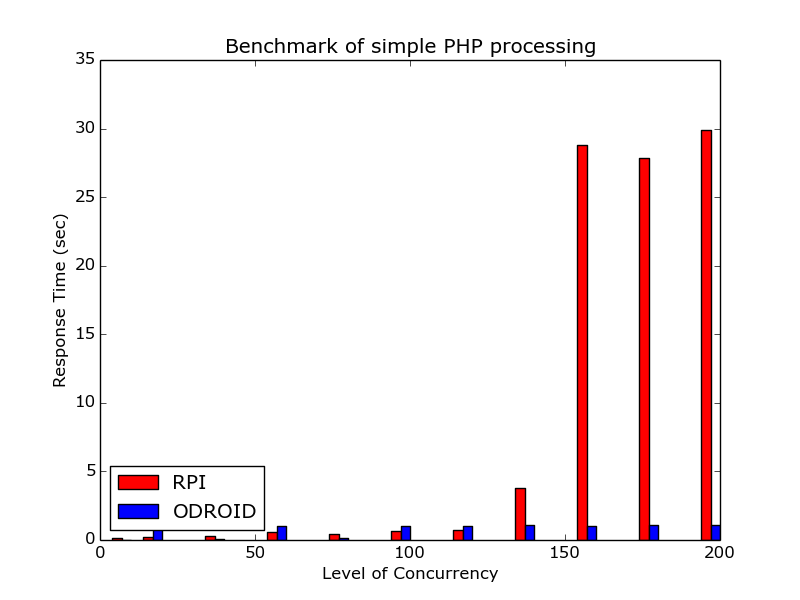 Benchmark of simple PHP processing
Response Time (sec)
35
30
25
20
15
10
5
0
RPI
ODROID
0 50 100 150 200
Level of Concurrency